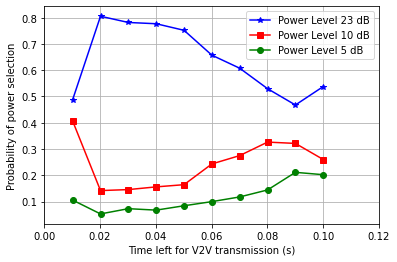 Power Level 23 dB
Power Level 10 dB
Power Level 5 dB
Probability of power selection
0.8
0.7
0.6
0.5
0.4
0.3
0.2
0.1
0.00 0.02 0.04 0.06 0.08 0.10 0.12
Time left for V2V transmission (s)